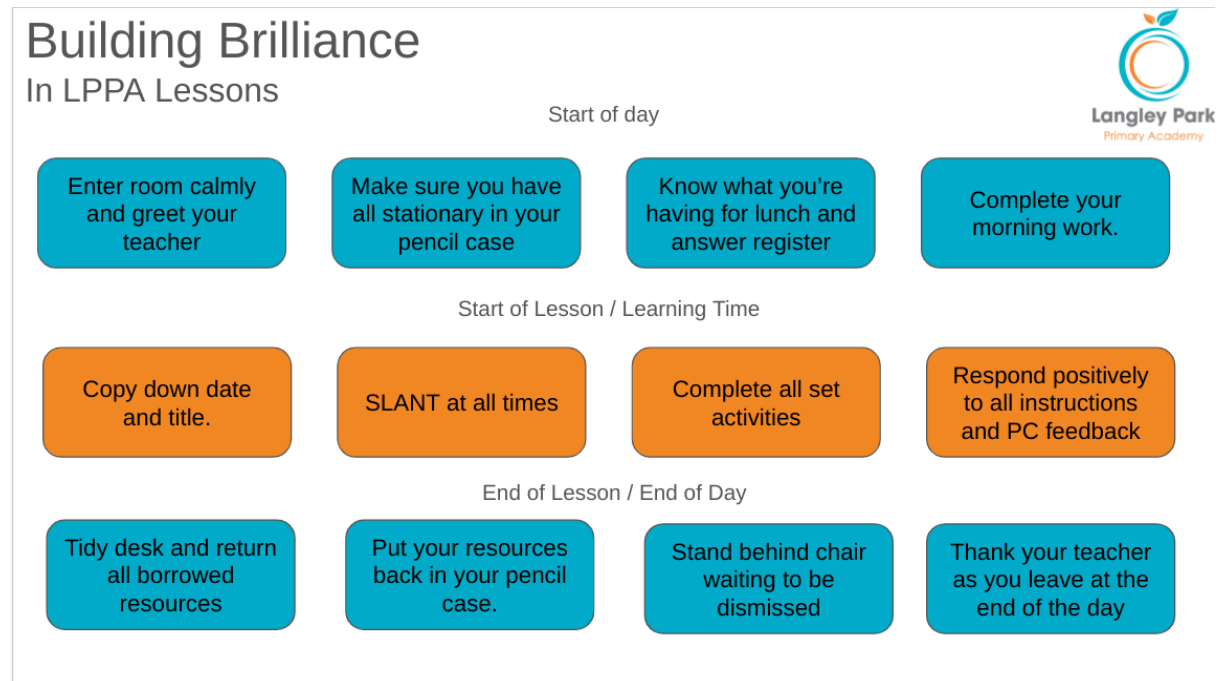 Building Brilliance
In LPPA Lessons
Langley Park
Primary Academy
Start of day
Enter room calmly
and greet your
teacher
Make sure you have
all stationary in your
pencil case
Know what you’re
having for lunch and
answer register
Complete your
morning work.
Start of Lesson / Learning Time
Copy down date
and title.
SLANT at all times
Complete all set
activities
Respond positively
to all instructions
and PC feedback
End of Lesson / End of Day
Tidy desk and return
all borrowed
resources
Put your resources
back in your pencil
case.
Stand behind chair
waiting to be
dismissed
Thank your teacher
as you leave at the
end of the day